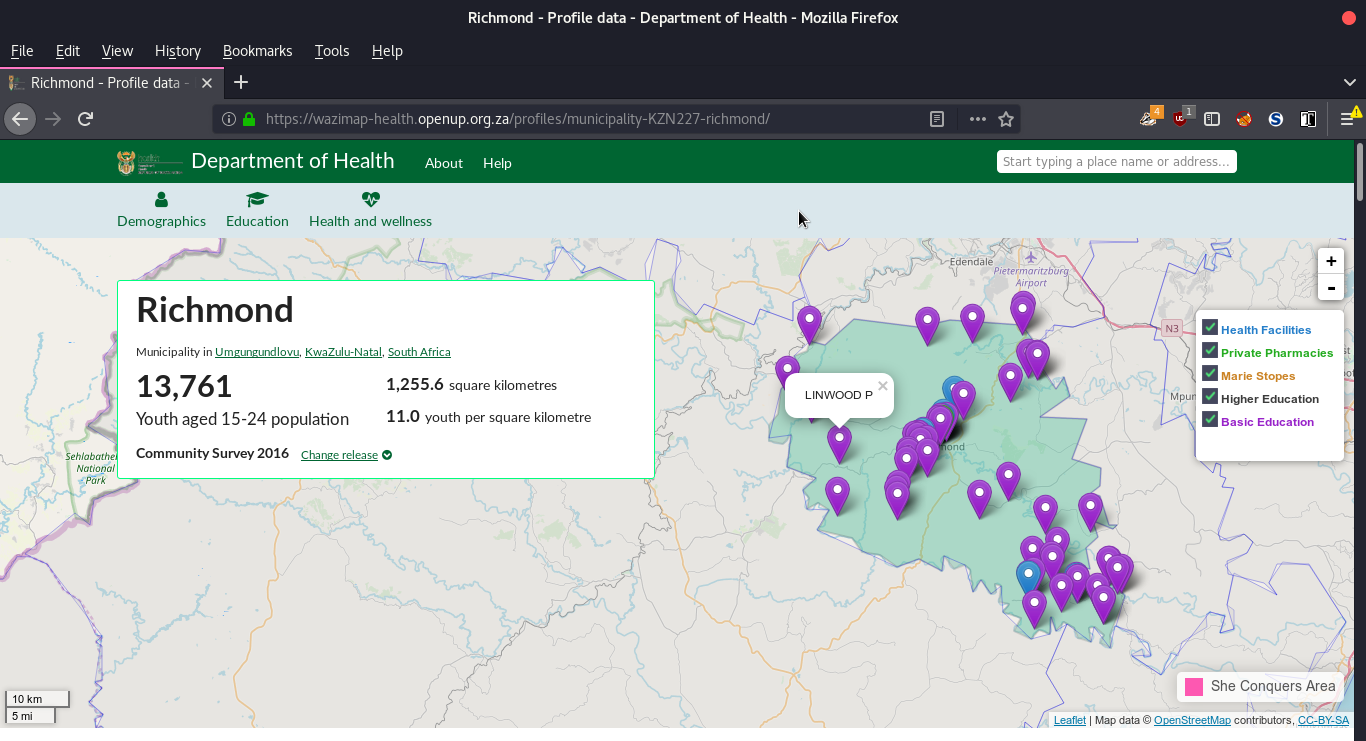 Richmond - Profile data - Department of Health - Mozilla Firefox
File Edit View History Bookmarks Tools Help
Richmond - Profile data -
https://wazimap-health.openup.org.za/profiles/municipality-KZN227-richmond/
4
1
Department of Health About Help
Start typing a place name or address...
Demographics Education Health and wellness
Richmond
Municipality in Umgungundlovu, KwaZulu-Natal, South Africa
13,761
Youth aged 15-24 population
1,255.6 square kilometres
11.0 youth per square kilometre
Community Survey 2016 Change release
Edendale
Pietermaritzburg
Airport
N3
National
Park
LINWOOD P
×
+
-
Health Facilities
Private Pharmacies
Marie Stopes
Higher Education
Basic Education
10 km
5 mi
She Conquers Area
Leaflet | Map data © OpenStreetMap contributors, CC-BY-SA